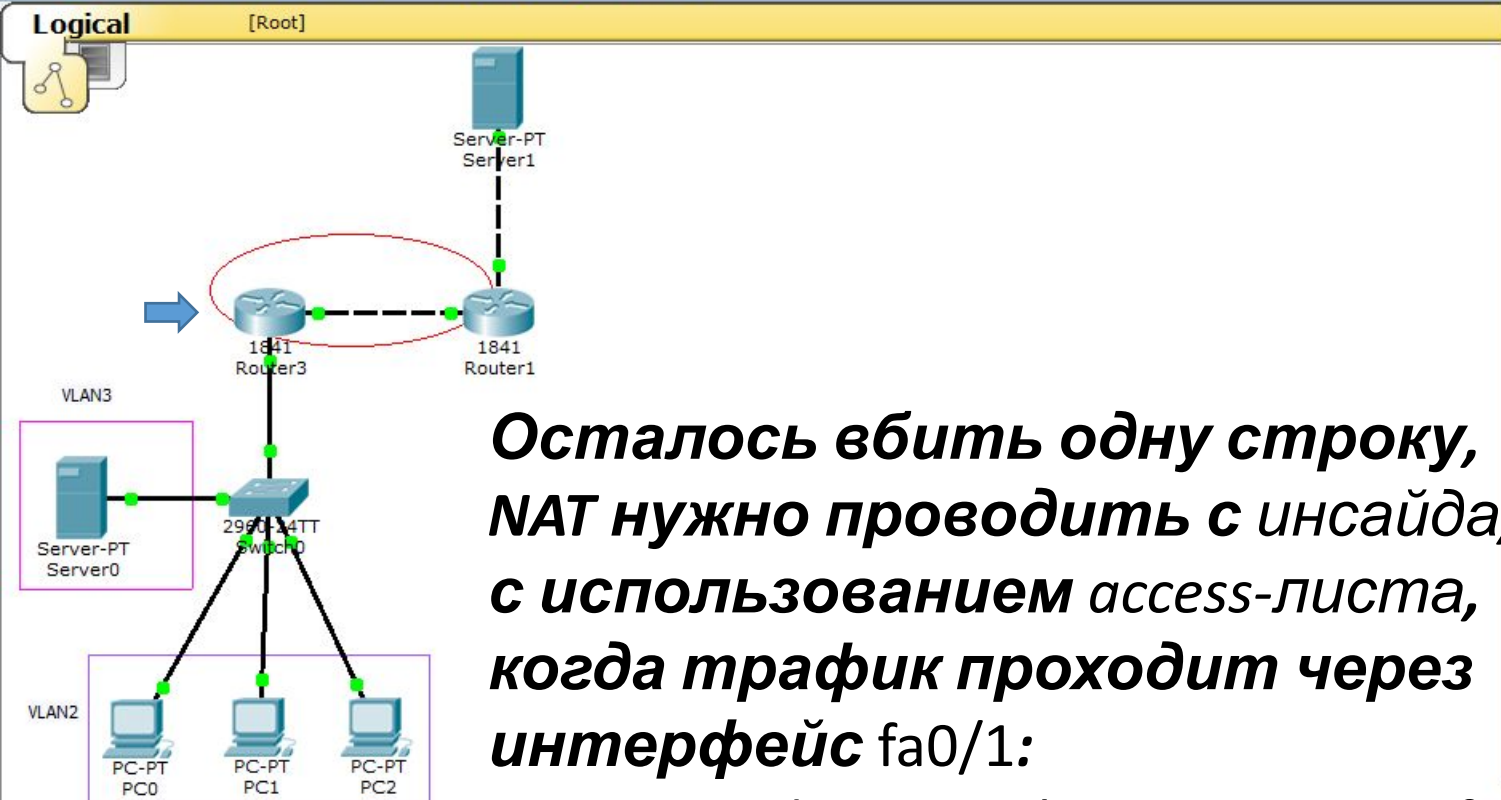 Logical [Root]
Server-PT
Server1
1841
Router3
1841
Router1
VLAN3
Server-PT
Server0
2960-24TT
Switch0
VLAN2
PC-PT
PC0
PC-PT
PC1
PC-PT
PC2
Осталось вбить одну строку,
NAT нужно проводить с инсайда,
с использованием access-листа,
когда трафик проходит через
интерфейс fa0/1: